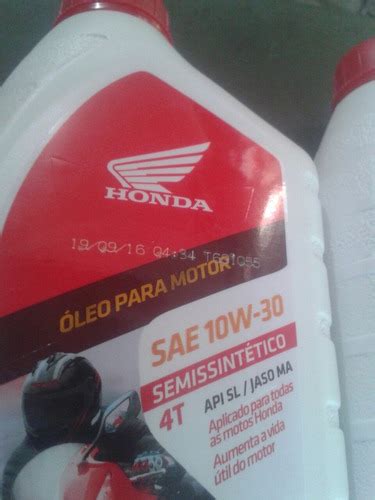 HONDA
19/09/16 04:34 T601055
ÓLEO PARA MOTOR
SAE 10W-30
SEMISSINTÉTICO
4T API SL / JASO MA
Aplicado para todas
as motos Honda
Aumenta a vida
útil do motor